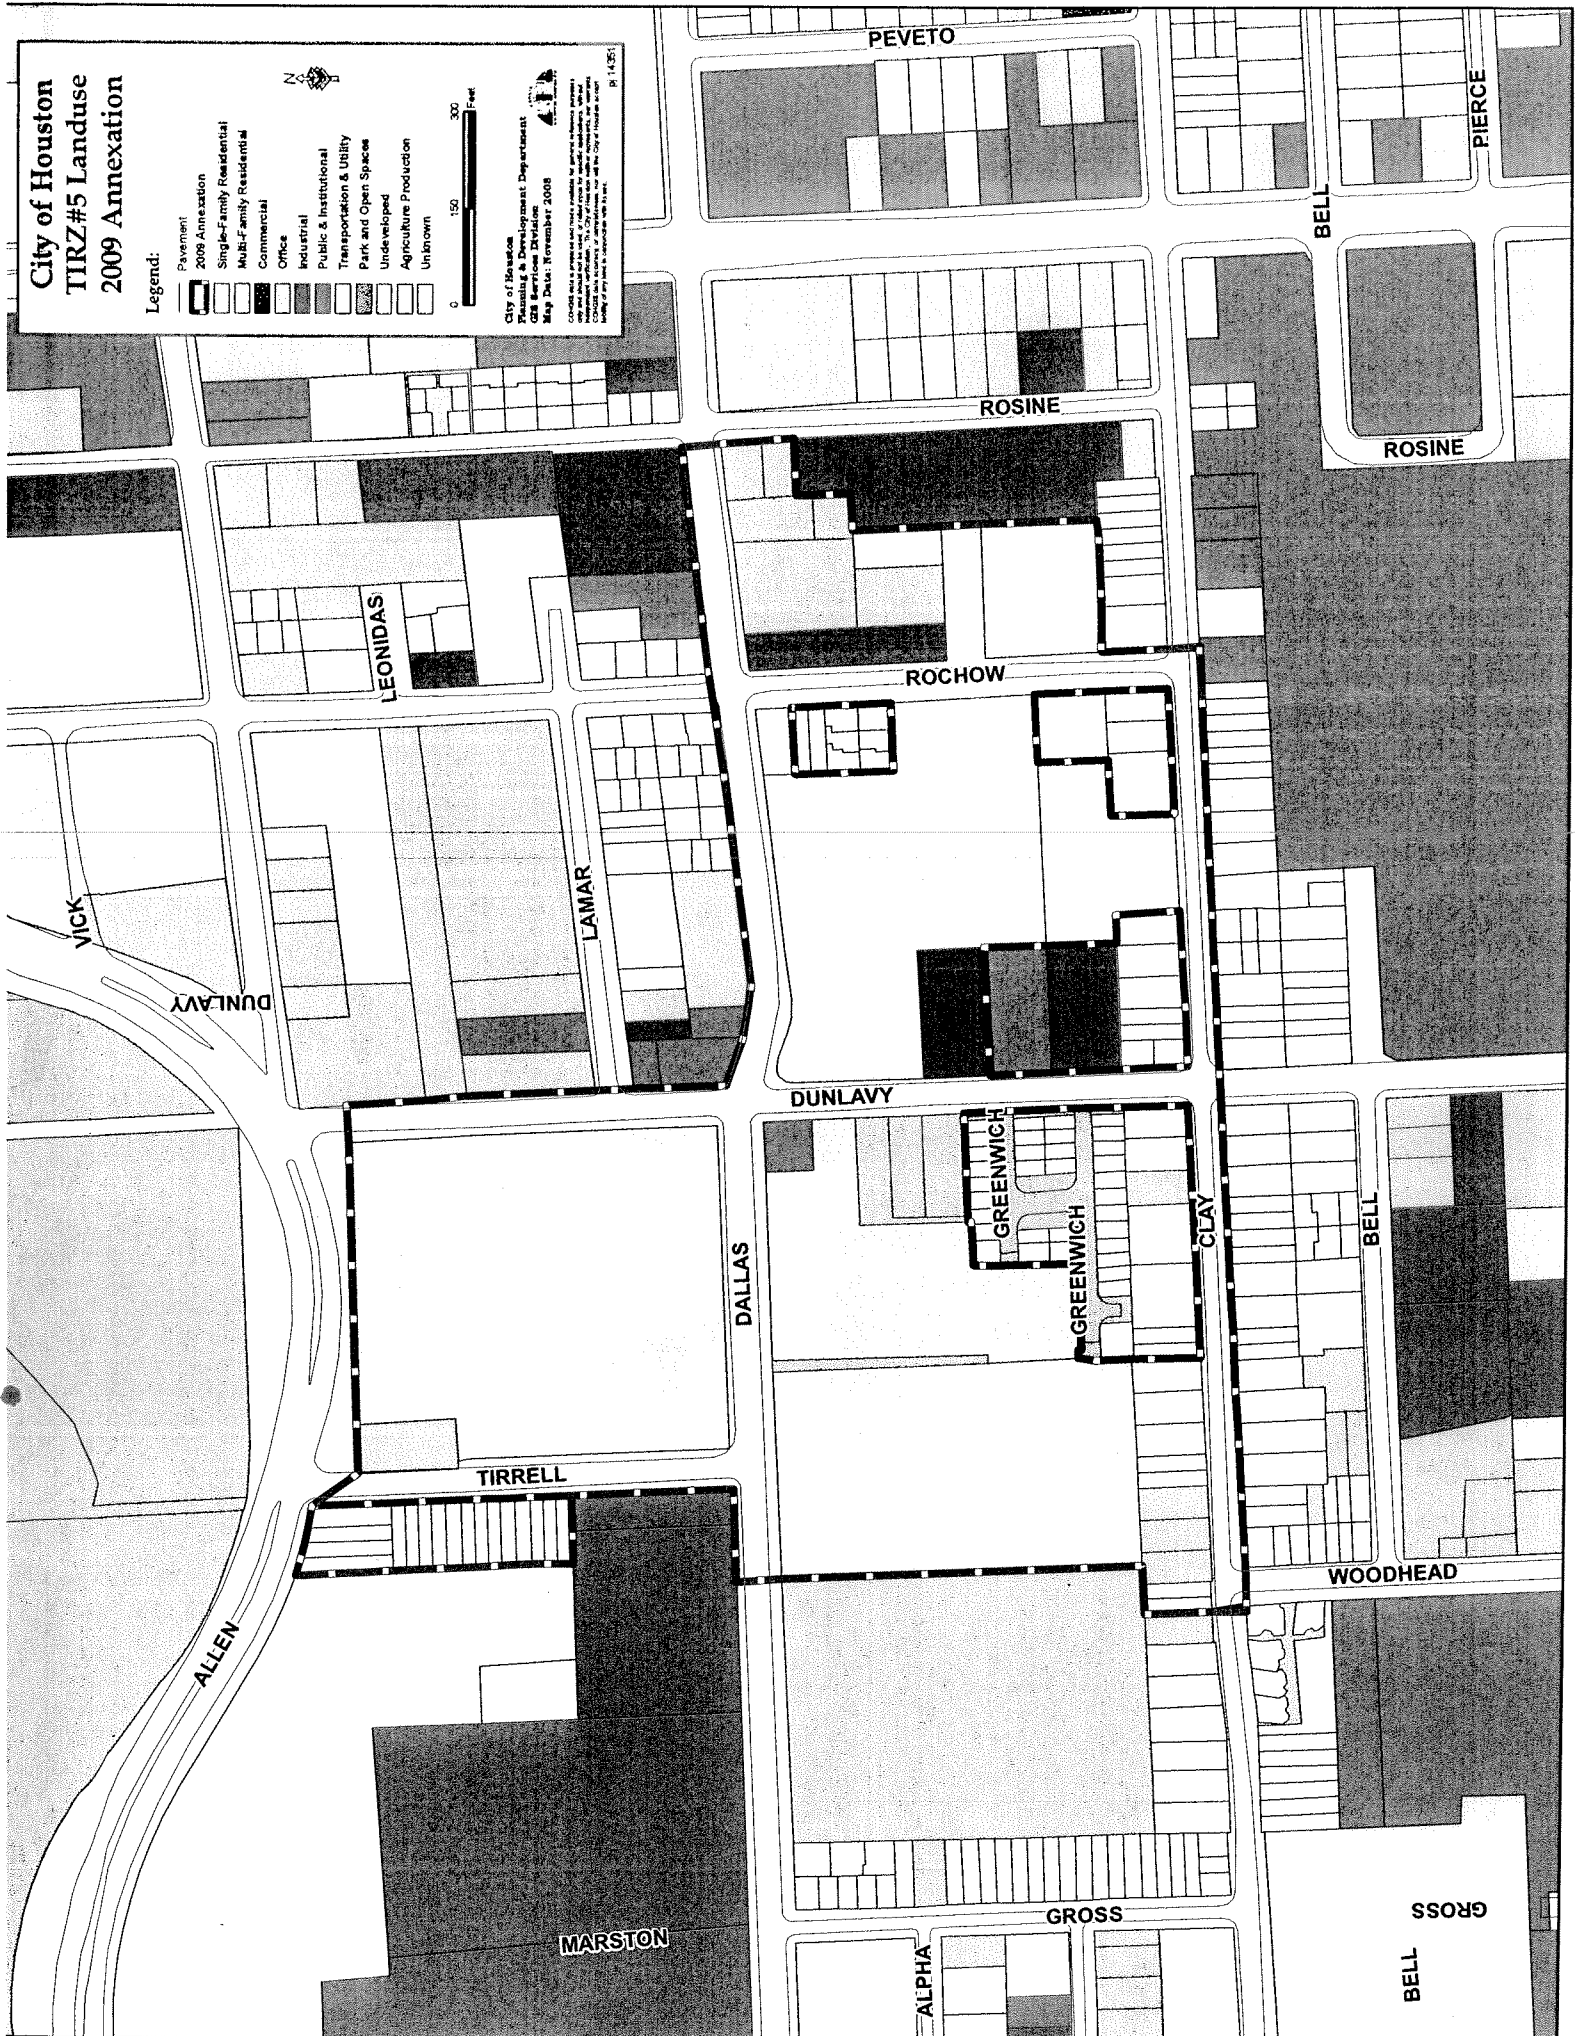 City of Houston
TIRZ#5 Landuse
2009 Annexation
Legend:
Pavement
2009 Annexation
Single-Family Residential
Multi-Family Residential
Commercial
Office
Industrial
Public & Institutional
Transportation & Utility
Park and Open Spaces
Undeveloped
Agriculture Production
Unknown
N
0 150 300
Feet
City of Houston
Planning & Development Department
GIS Services Division
Map Date: November 2008
pj 14351
PEVETO
PIERCE
BELL
ROSINE
ROSINE
LEONIDAS
ROCHOW
VICK
LAMAR
DUNLAVY
DUNLAVY
GREENWICH
GREENWICH
CLAY
BELL
DALLAS
TIRRELL
WOODHEAD
ALLEN
MARSTON
GROSS
GROSS
ALPHA
BELL